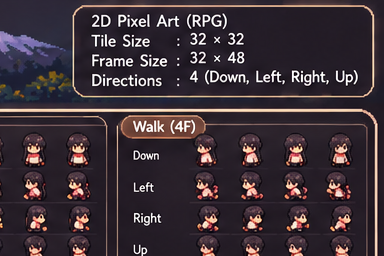 2D Pixel Art (RPG)
Tile Size : 32 × 32
Frame Size : 32 × 48
Directions : 4 (Down, Left, Right, Up)
Walk (4F)
Down
Left
Right
Up